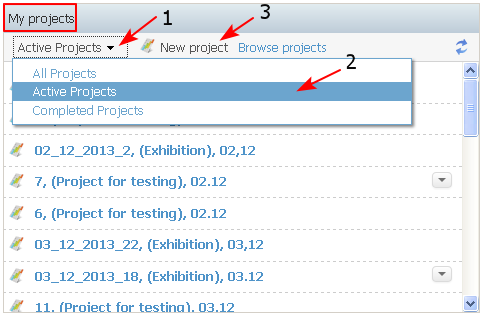 1
3
My projects
Active Projects New project Browse projects
2
All Projects
Active Projects
Completed Projects
02_12_2013_2, (Exhibition), 02,12
7, (Project for testing), 02.12
6, (Project for testing), 02.12
03_12_2013_22, (Exhibition), 03,12
03_12_2013_18, (Exhibition), 03.12
11, (Project for testing), 03.12